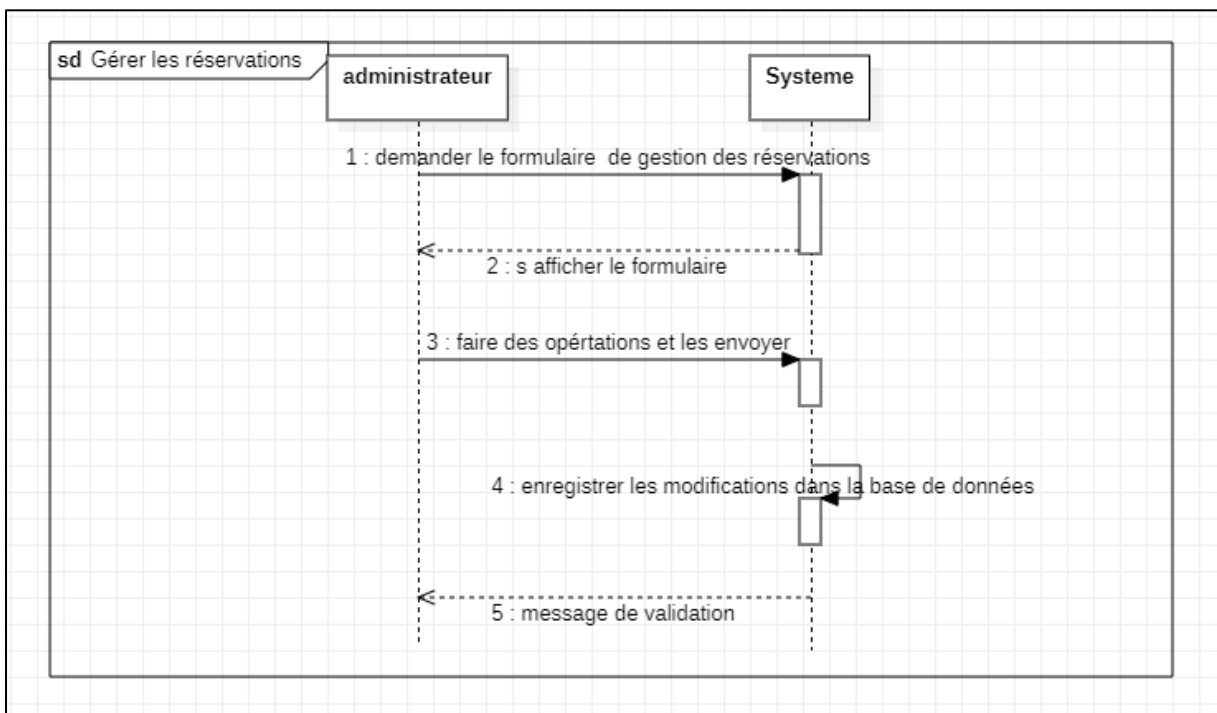 sd Gérer les réservations
administrateur
Systeme
1 : demander le formulaire de gestion des réservations
2 : s afficher le formulaire
3 : faire des opértations et les envoyer
4 : enregistrer les modifications dans la base de données
5 : message de validation